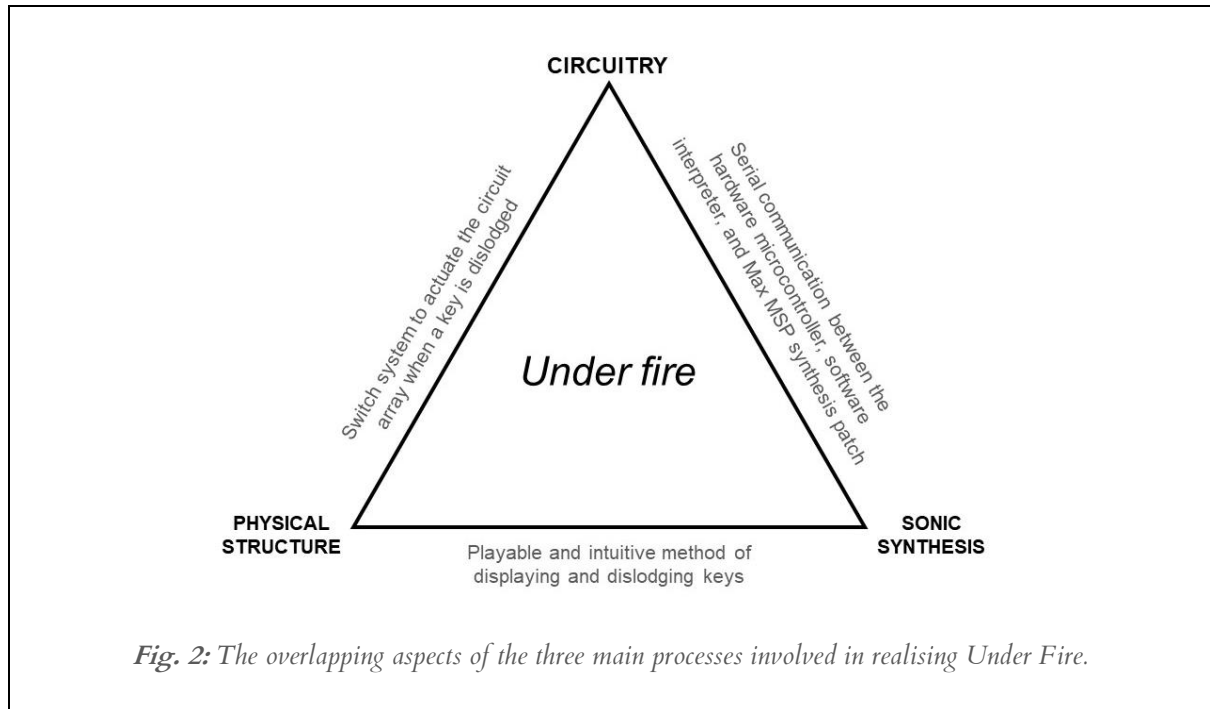 CIRCUITRY
Switch system to actuate the circuit
array when a key is dislodged
Serial communication between the
hardware microcontroller, software
interpreter, and Max MSP synthesis patch
Under fire
PHYSICAL
STRUCTURE
SONIC
SYNTHESIS
Playable and intuitive method of
displaying and dislodging keys
Fig. 2: The overlapping aspects of the three main processes involved in realising Under Fire.